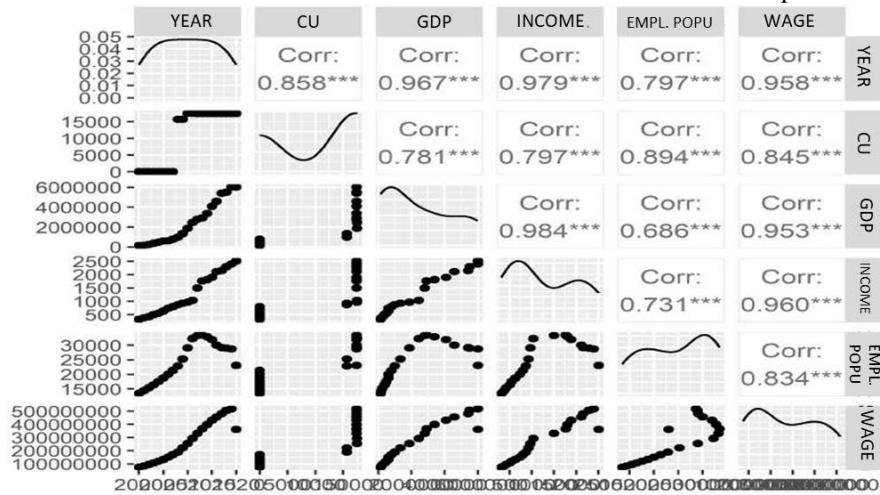 YEAR CU GDP INCOME EMPL. POPU WAGE
0.05
0.04
0.03
0.02
0.01
0.00
Corr: Corr: Corr: Corr: Corr:
0.858*** 0.967*** 0.979*** 0.797*** 0.958***
YEAR
15000
10000
5000
0
Corr: Corr: Corr: Corr:
0.781*** 0.797*** 0.894*** 0.845***
CU
6000000
4000000
2000000
0
Corr: Corr: Corr:
0.984*** 0.686*** 0.953***
GDP
2500
2000
1500
1000
500
Corr: Corr:
0.731*** 0.960***
INCOME
30000
25000
20000
15000
Corr:
0.834***
EMPL.
POPU
500000000
400000000
300000000
200000000
100000000
WAGE